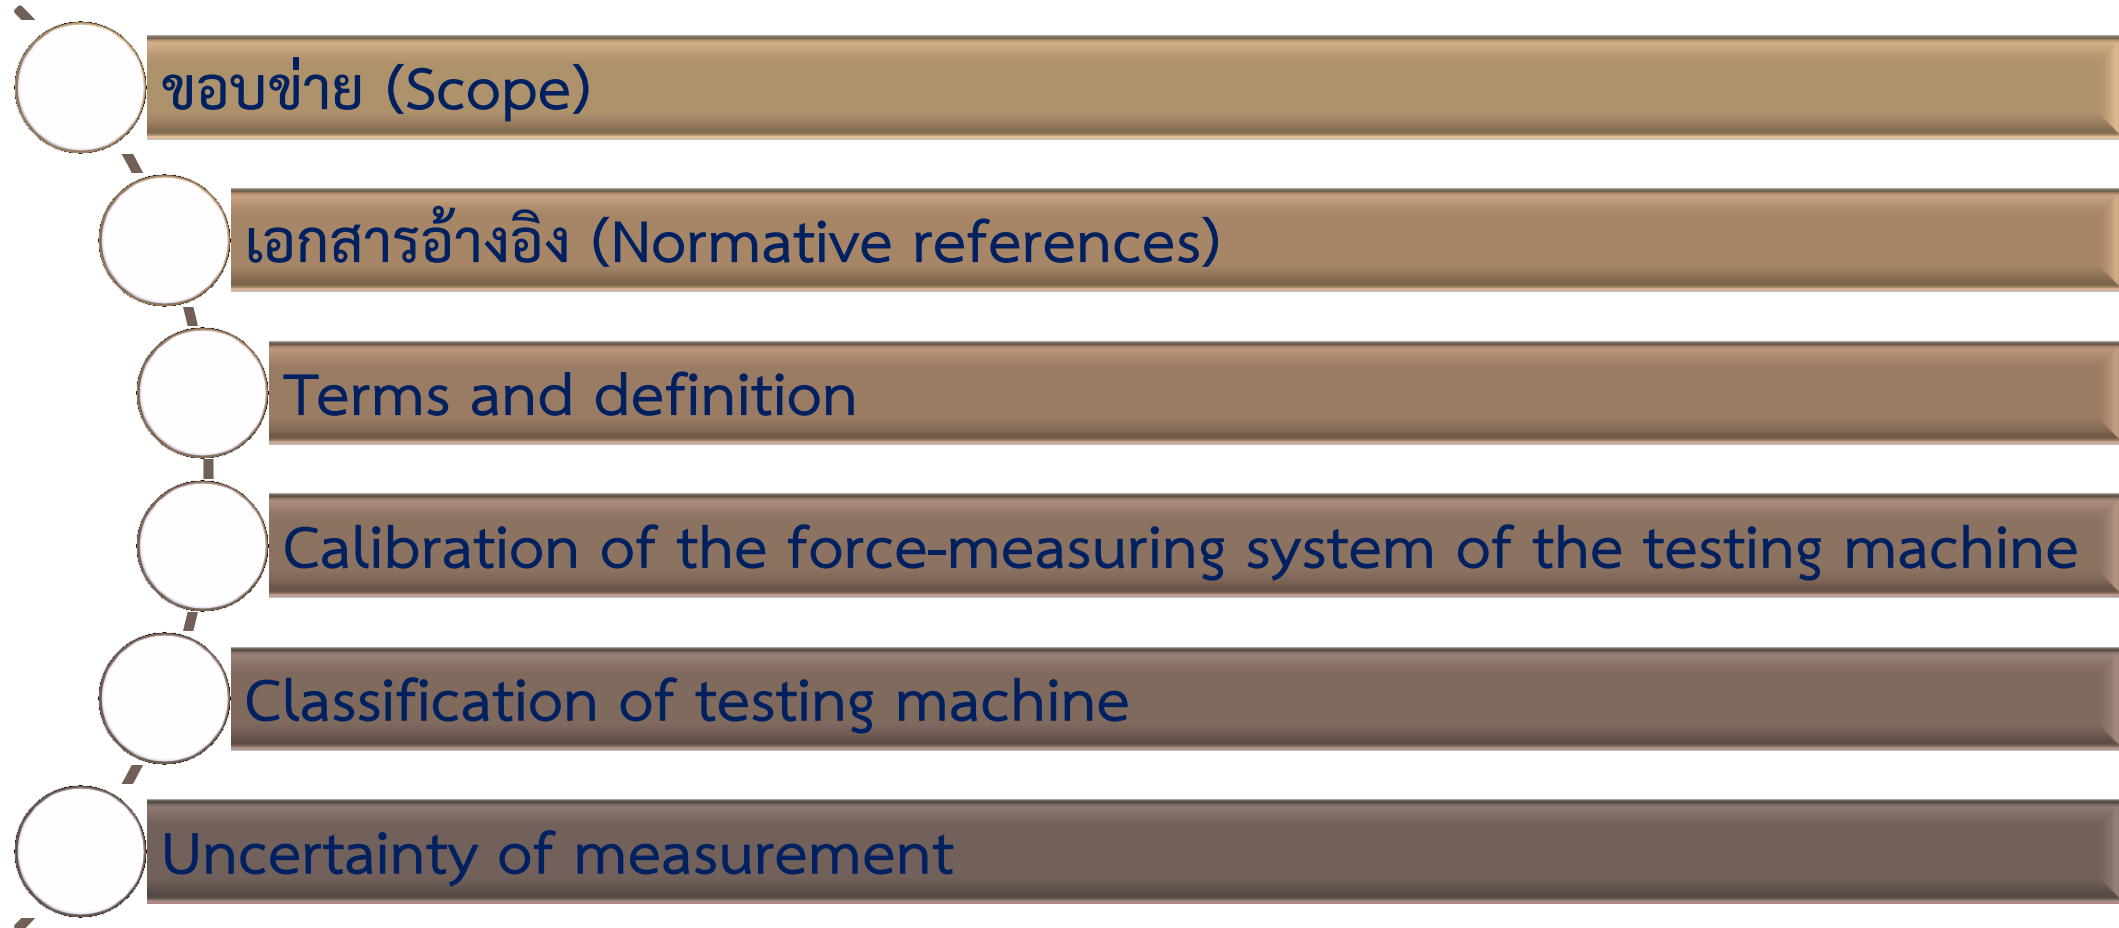 ขอบข่าย (Scope)
เอกสารอ้างอิง (Normative references)
Terms and definition
Calibration of the force-measuring system of the testing machine
Classification of testing machine
Uncertainty of measurement